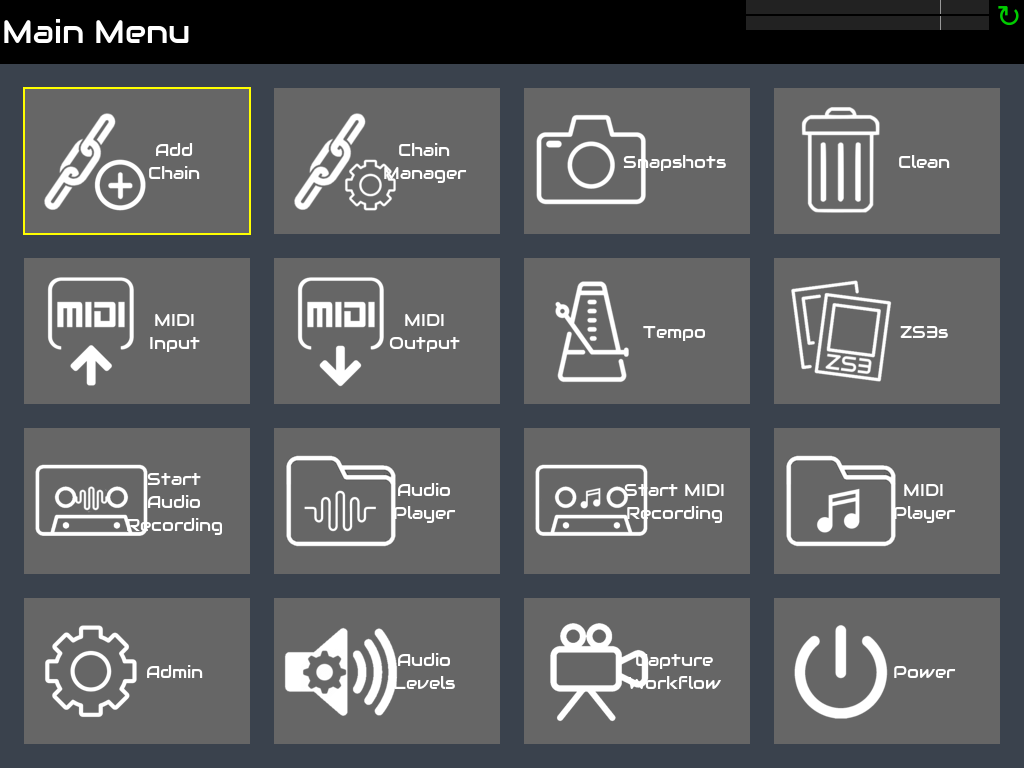 Main Menu
Add
Chain
Chain
Manager
Snapshots
Clean
MIDI
MIDI
Input
MIDI
MIDI
Output
Tempo
ZS3
ZS3s
Start
Audio
Recording
Audio
Player
Start MIDI
Recording
MIDI
Player
Admin
Audio
Levels
Capture
Workflow
Power